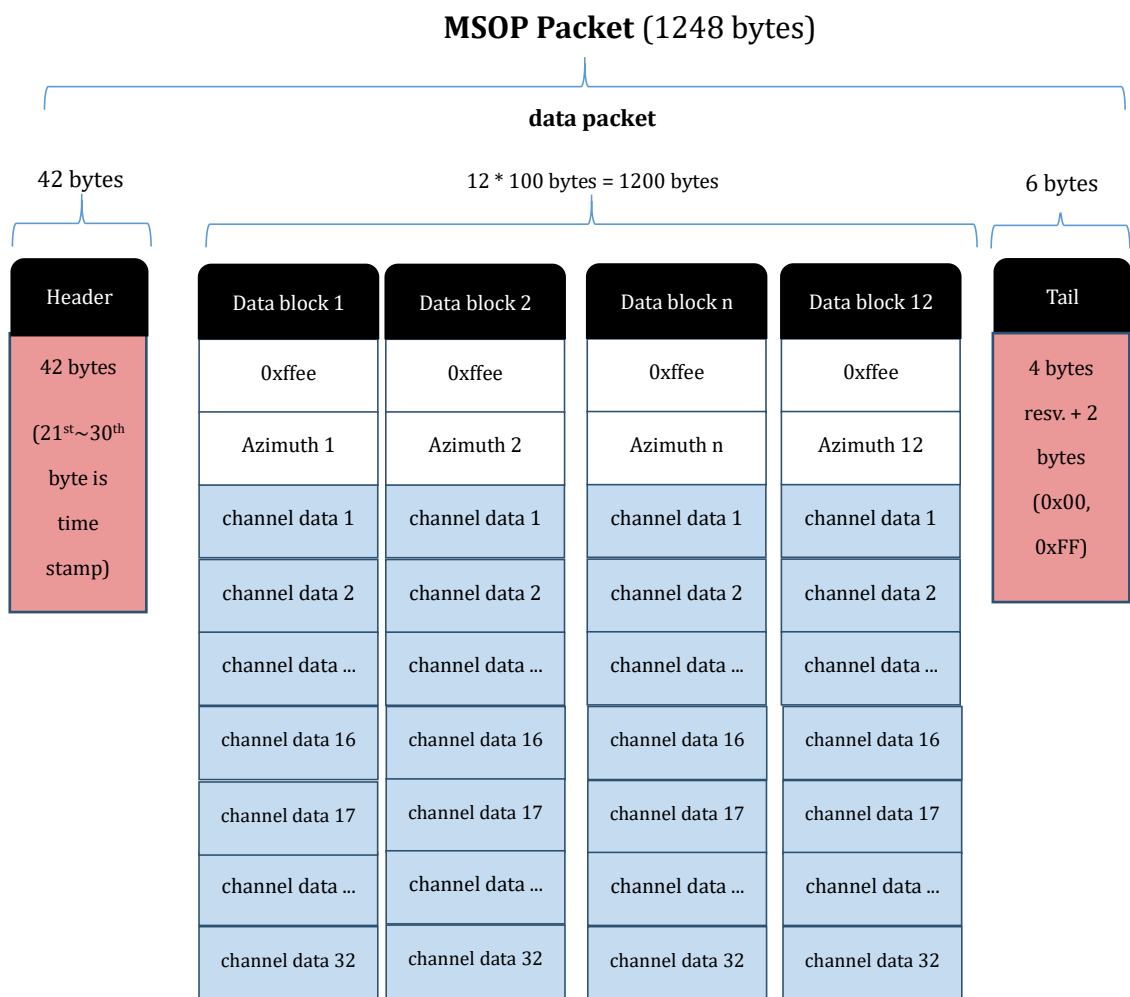 MSOP Packet (1248 bytes)
data packet
42 bytes
12 * 100 bytes = 1200 bytes
6 bytes
Header
Data block 1
Data block 2
Data block n
Data block 12
Tail
42 bytes
(21st~30th
byte is
time
stamp)
0xffee
0xffee
0xffee
0xffee
4 bytes
resv. + 2
bytes
(0x00,
0xFF)
Azimuth 1
Azimuth 2
Azimuth n
Azimuth 12
channel data 1
channel data 1
channel data 1
channel data 1
channel data 2
channel data 2
channel data 2
channel data 2
channel data ...
channel data ...
channel data ...
channel data ...
channel data 16
channel data 16
channel data 16
channel data 16
channel data 17
channel data 17
channel data 17
channel data 17
channel data ...
channel data ...
channel data ...
channel data ...
channel data 32
channel data 32
channel data 32
channel data 32